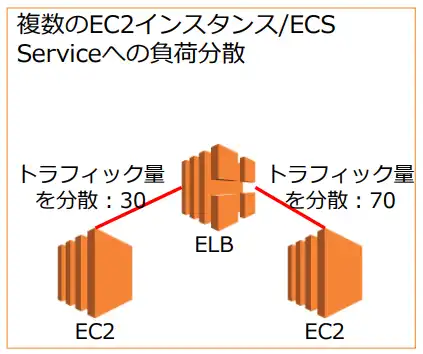 複数のEC2インスタンス/ECS
Serviceへの負荷分散
トラフィック量
を分散：30
トラフィック量
を分散：70
ELB
EC2
EC2